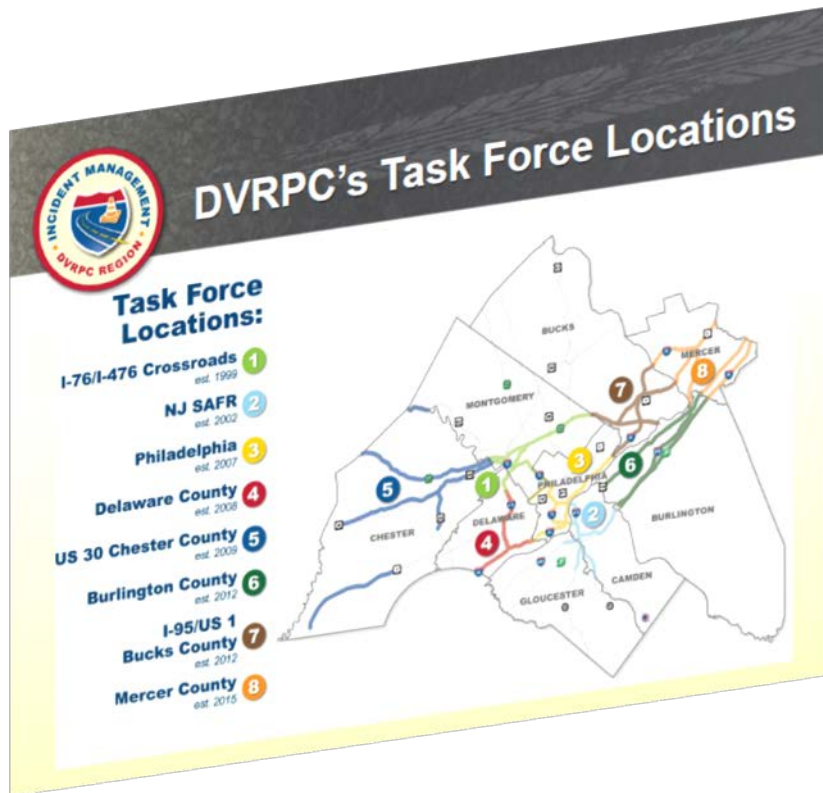 DVRPC's Task Force Locations
INCIDENT MANAGEMENT
DVRPC REGION
Task Force
Locations:
I-76/I-476 Crossroads 1
est. 1999
NJ SAFR 2
est. 2002
Philadelphia 3
est. 2007
Delaware County 4
est. 2008
US 30 Chester County 5
est. 2009
Burlington County 6
est. 2012
I-95/US 1
Bucks County 7
est. 2012
Mercer County 8
est. 2015
BUCKS
MERCER
8
7
MONTGOMERY
3
PHILADELPHIA
6
5
1
DELAWARE
2
BURLINGTON
CHESTER
4
CAMDEN
GLOUCESTER